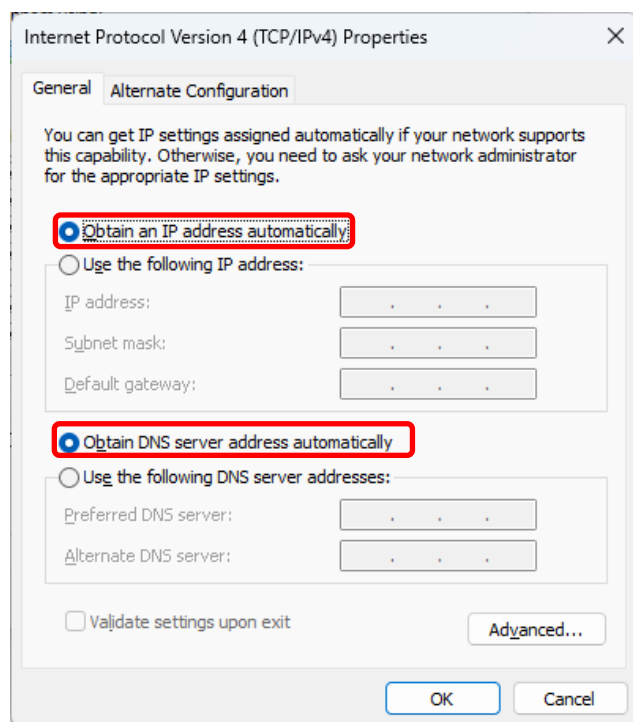 Internet Protocol Version 4 (TCP/IPv4) Properties
General
Alternate Configuration
You can get IP settings assigned automatically if your network supports
this capability. Otherwise, you need to ask your network administrator
for the appropriate IP settings.
Obtain an IP address automatically
Use the following IP address:
IP address:
Subnet mask:
Default gateway:
Obtain DNS server address automatically
Use the following DNS server addresses:
Preferred DNS server:
Alternate DNS server:
Validate settings upon exit
Advanced...
OK
Cancel